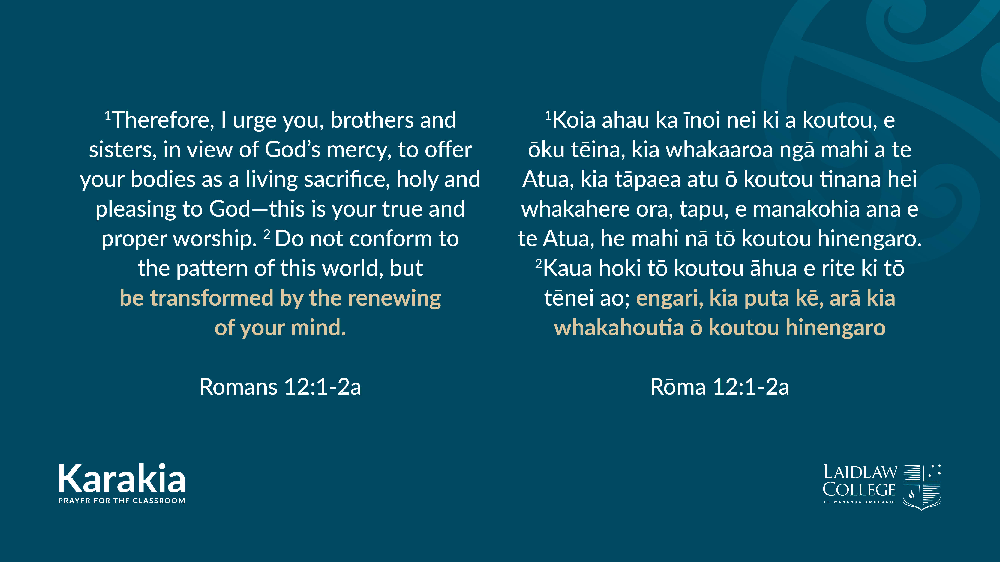 ¹Therefore, I urge you, brothers and
sisters, in view of God’s mercy, to offer
your bodies as a living sacrifice, holy and
pleasing to God—this is your true and
proper worship. ² Do not conform to
the pattern of this world, but
be transformed by the renewing
of your mind.
Romans 12:1-2a
¹Koia ahau ka īnoi nei ki a koutou, e
ōku tēina, kia whakaaroa ngā mahi a te
Atua, kia tāpaea atu ō koutou tinana hei
whakahere ora, tapu, e manakohia ana e
te Atua, he mahi nā tō koutou hinengaro.
²Kaua hoki tō koutou āhua e rite ki tō
tēnei ao; engari, kia puta kē, arā kia
whakahoutia ō koutou hinengaro
Rōma 12:1-2a
Karakia
PRAYER FOR THE CLASSROOM
LAIDLAW
COLLEGE
TE WANANGA AMORANGI